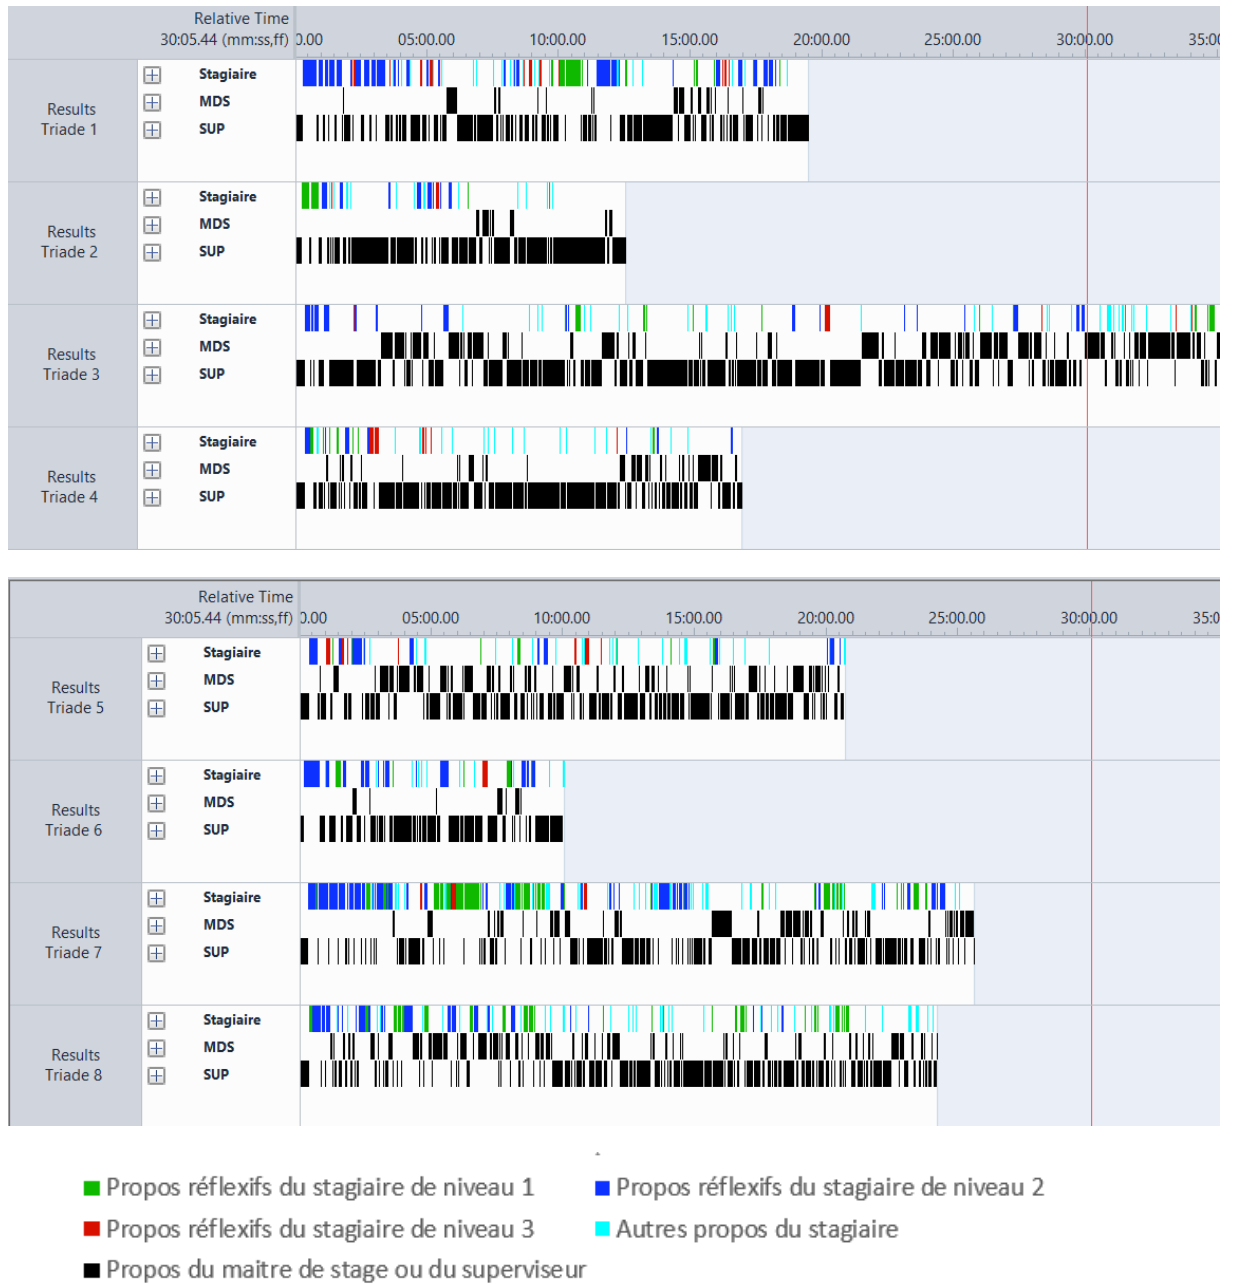 Relative Time
30:05.44 (mm:ss,ff) 0.00 05:00.00 10:00.00 15:00.00 20:00.00 25:00.00 30:00.00 35:0
Stagiaire
MDS
Results
Triade 1
SUP
Stagiaire
MDS
Results
Triade 2
SUP
Stagiaire
MDS
Results
Triade 3
SUP
Stagiaire
MDS
Results
Triade 4
SUP
Relative Time
30:05.44 (mm:ss,ff) 0.00 05:00.00 10:00.00 15:00.00 20:00.00 25:00.00 30:00.00 35:0
Stagiaire
MDS
Results
Triade 5
SUP
Stagiaire
MDS
Results
Triade 6
SUP
Stagiaire
MDS
Results
Triade 7
SUP
Stagiaire
MDS
Results
Triade 8
SUP
Propos réflexifs du stagiaire de niveau 1 Propos réflexifs du stagiaire de niveau 2
Propos réflexifs du stagiaire de niveau 3 Autres propos du stagiaire
Propos du maitre de stage ou du superviseur